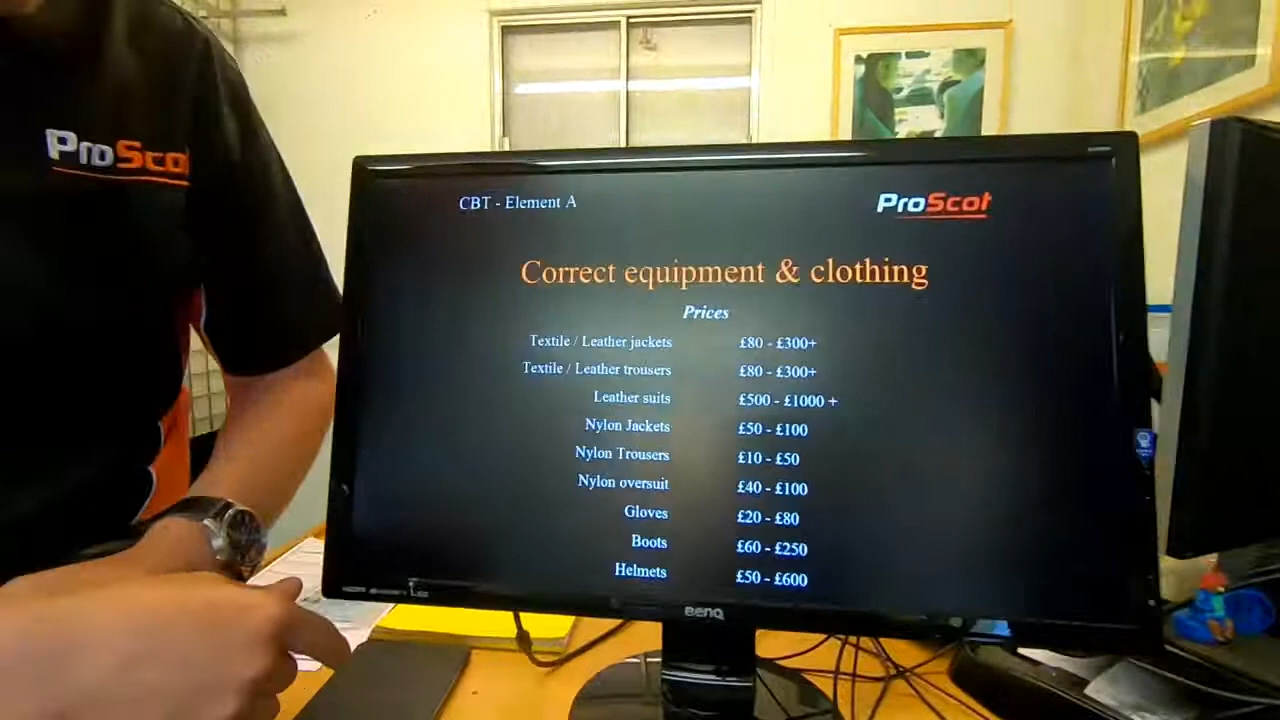 ProSco
CBT - Element A
ProScot
Correct equipment & clothing
Prices
Textile / Leather jackets £80 - £300+
Textile / Leather trousers £80 - £300+
Leather suits £500 - £1000 +
Nylon Jackets £50 - £100
Nylon Trousers £10 - £50
Nylon oversuit £40 - £100
Gloves £20 - £80
Boots £60 - £250
Helmets £50 - £600
BenQ